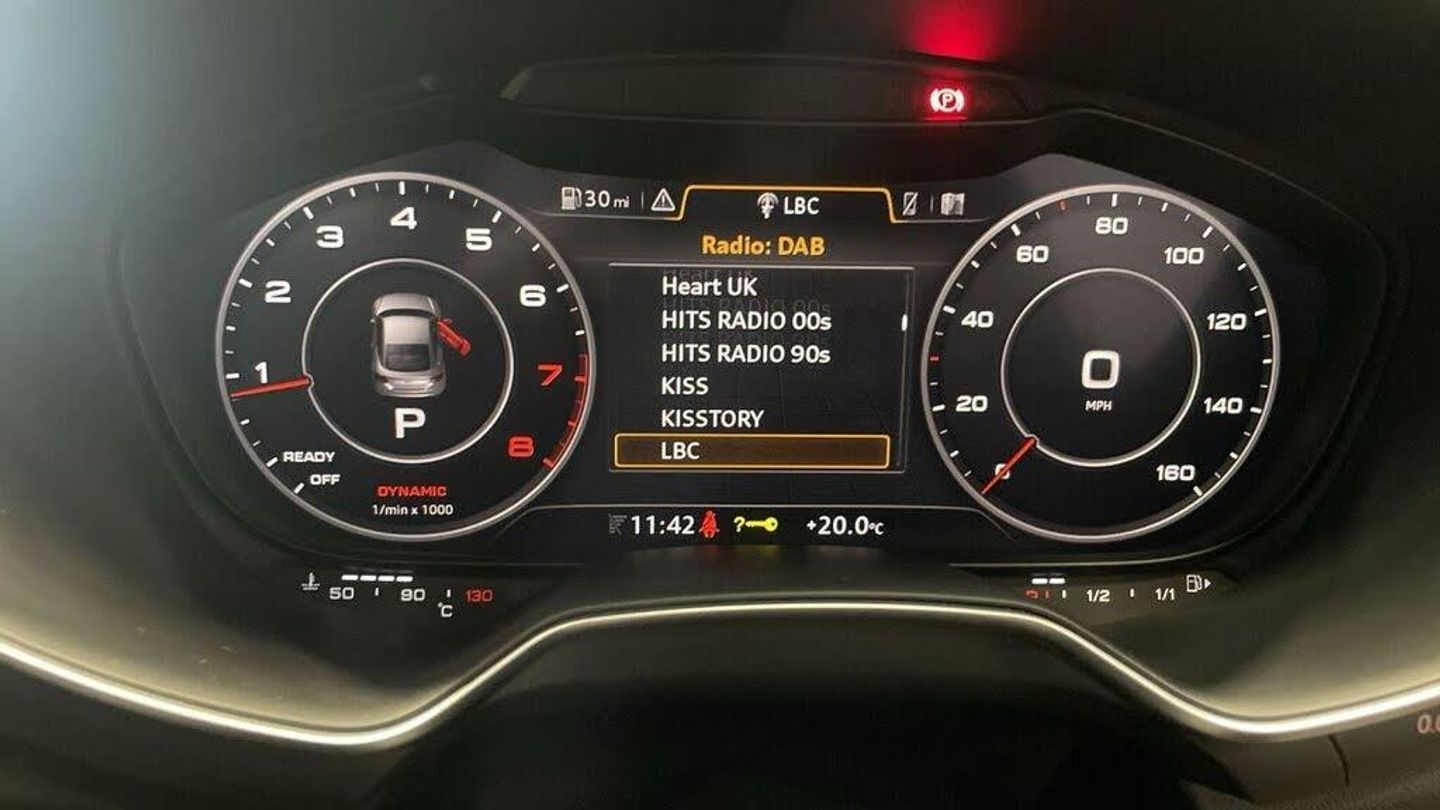 30 mi
LBC
Radio: DAB
Heart UK
HITS RADIO 00s
HITS RADIO 90s
KISS
KISSTORY
LBC
11:42
?
+20.0°C
1
2
3
4
5
6
7
8
P
READY
OFF
DYNAMIC
1/min x 1000
0
20
40
60
80
100
120
140
160
0
MPH
P
50
90
130
°C
1/2
1/1